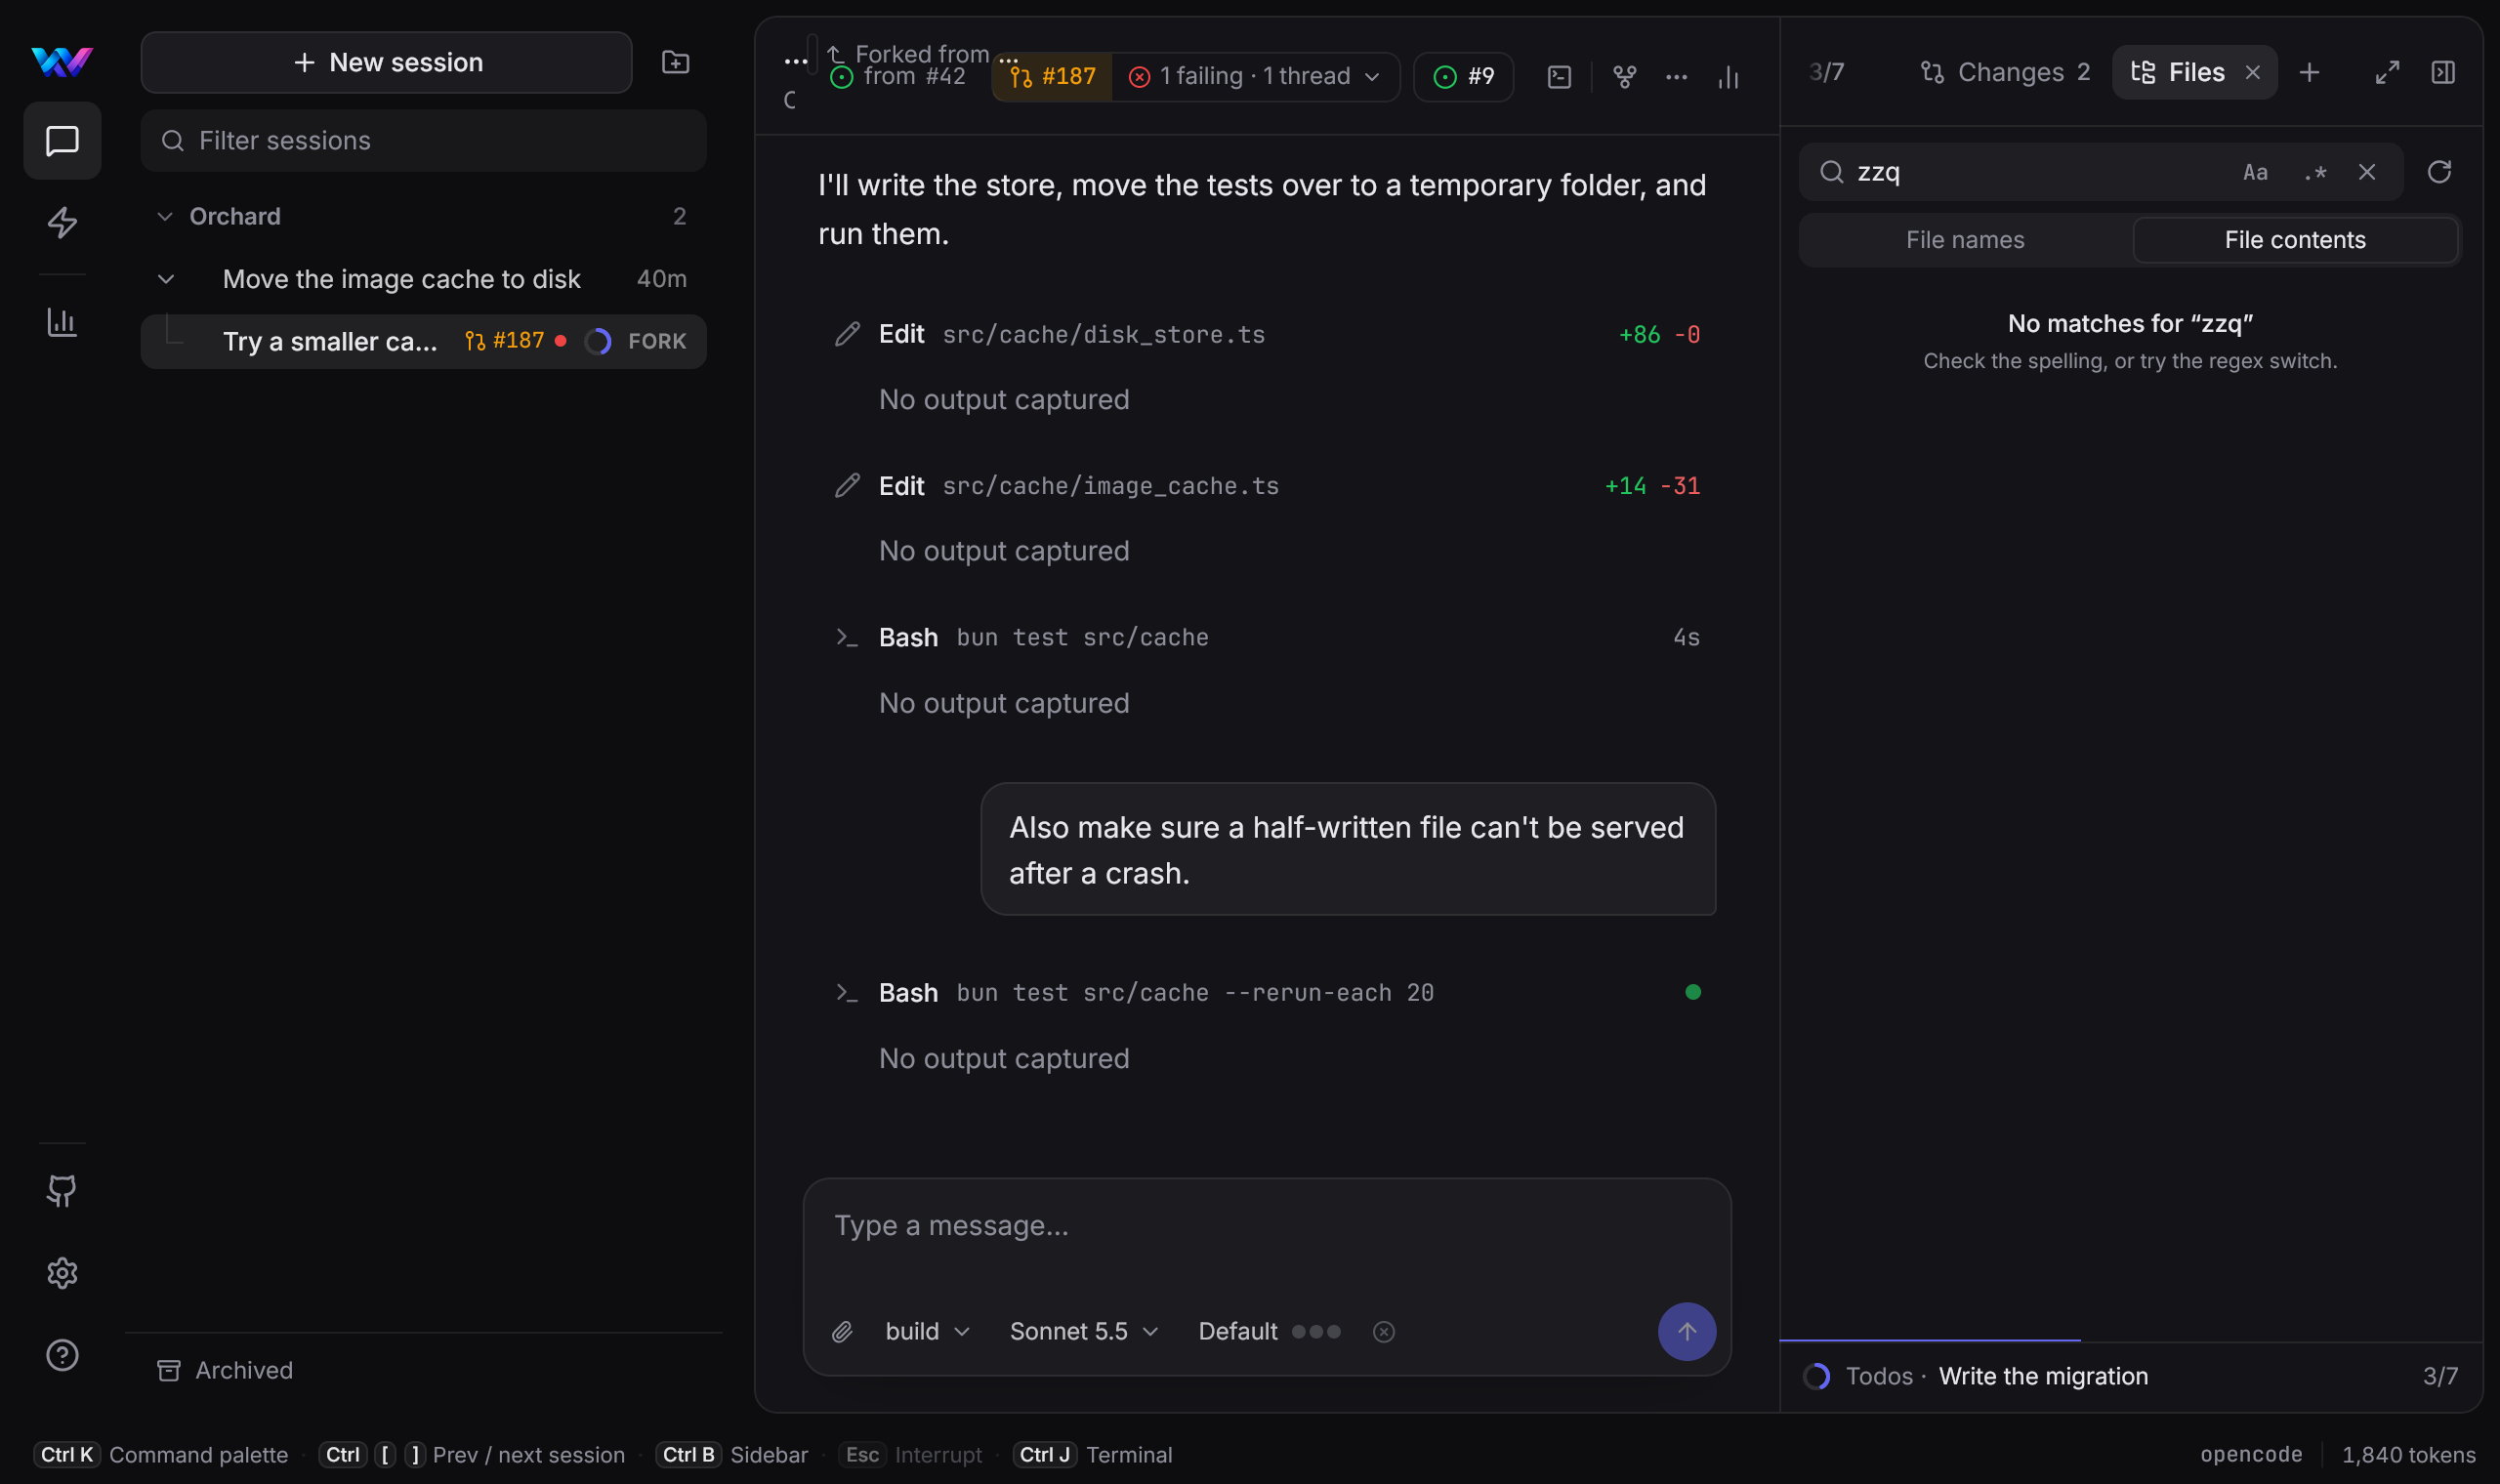 New session
Filter sessions
Orchard 2
Move the image cache to disk 40m
Try a smaller ca... #187 FORK
Archived
... Forked from ...
from #42 #187 1 failing · 1 thread #9
I'll write the store, move the tests over to a temporary folder, and
run them.
Edit src/cache/disk_store.ts +86 -0
No output captured
Edit src/cache/image_cache.ts +14 -31
No output captured
Bash bun test src/cache 4s
No output captured
Also make sure a half-written file can't be served
after a crash.
Bash bun test src/cache --rerun-each 20
No output captured
Type a message...
build Sonnet 5.5 Default
3/7 Changes 2 Files
zzq Aa .*
File names File contents
No matches for “zzq”
Check the spelling, or try the regex switch.
Todos · Write the migration 3/7
Ctrl K Command palette · Ctrl [ ] Prev / next session · Ctrl B Sidebar · Esc Interrupt · Ctrl J Terminal
opencode 1,840 tokens